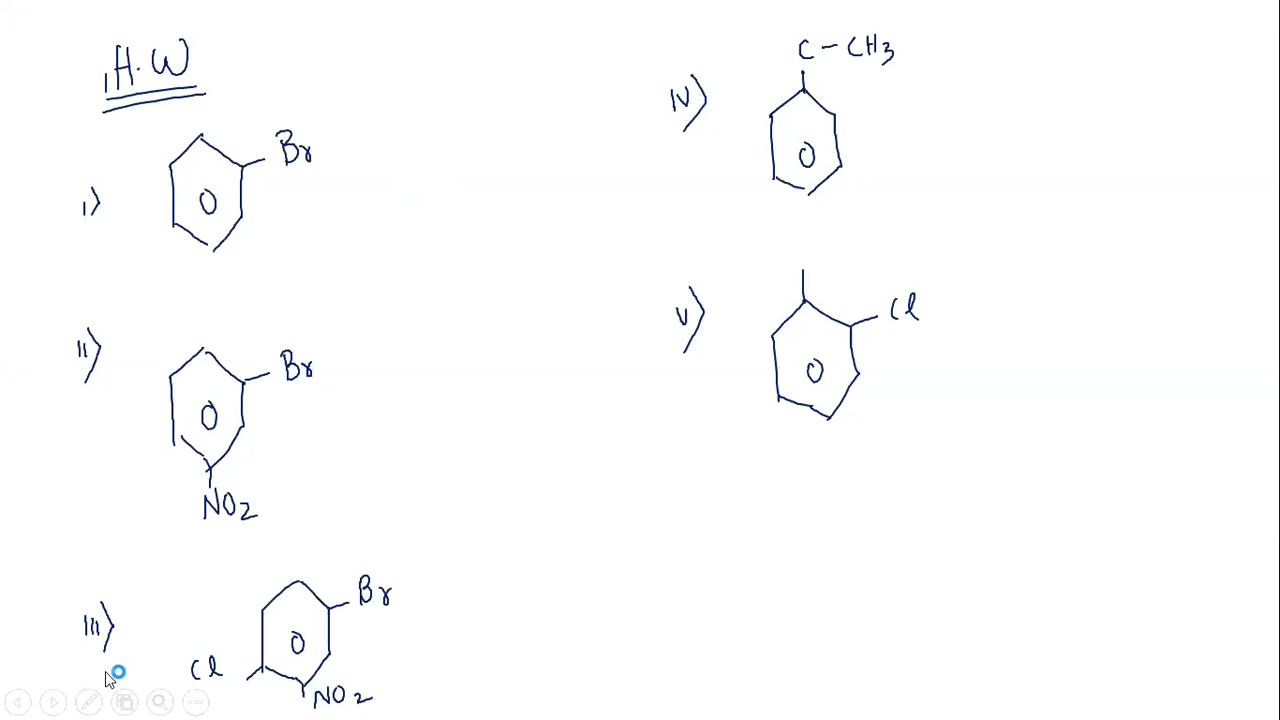 H.W
I)
Br
II)
Br
NO2
III)
Br
Cl
NO2
IV)
C-CH3
V)
Cl